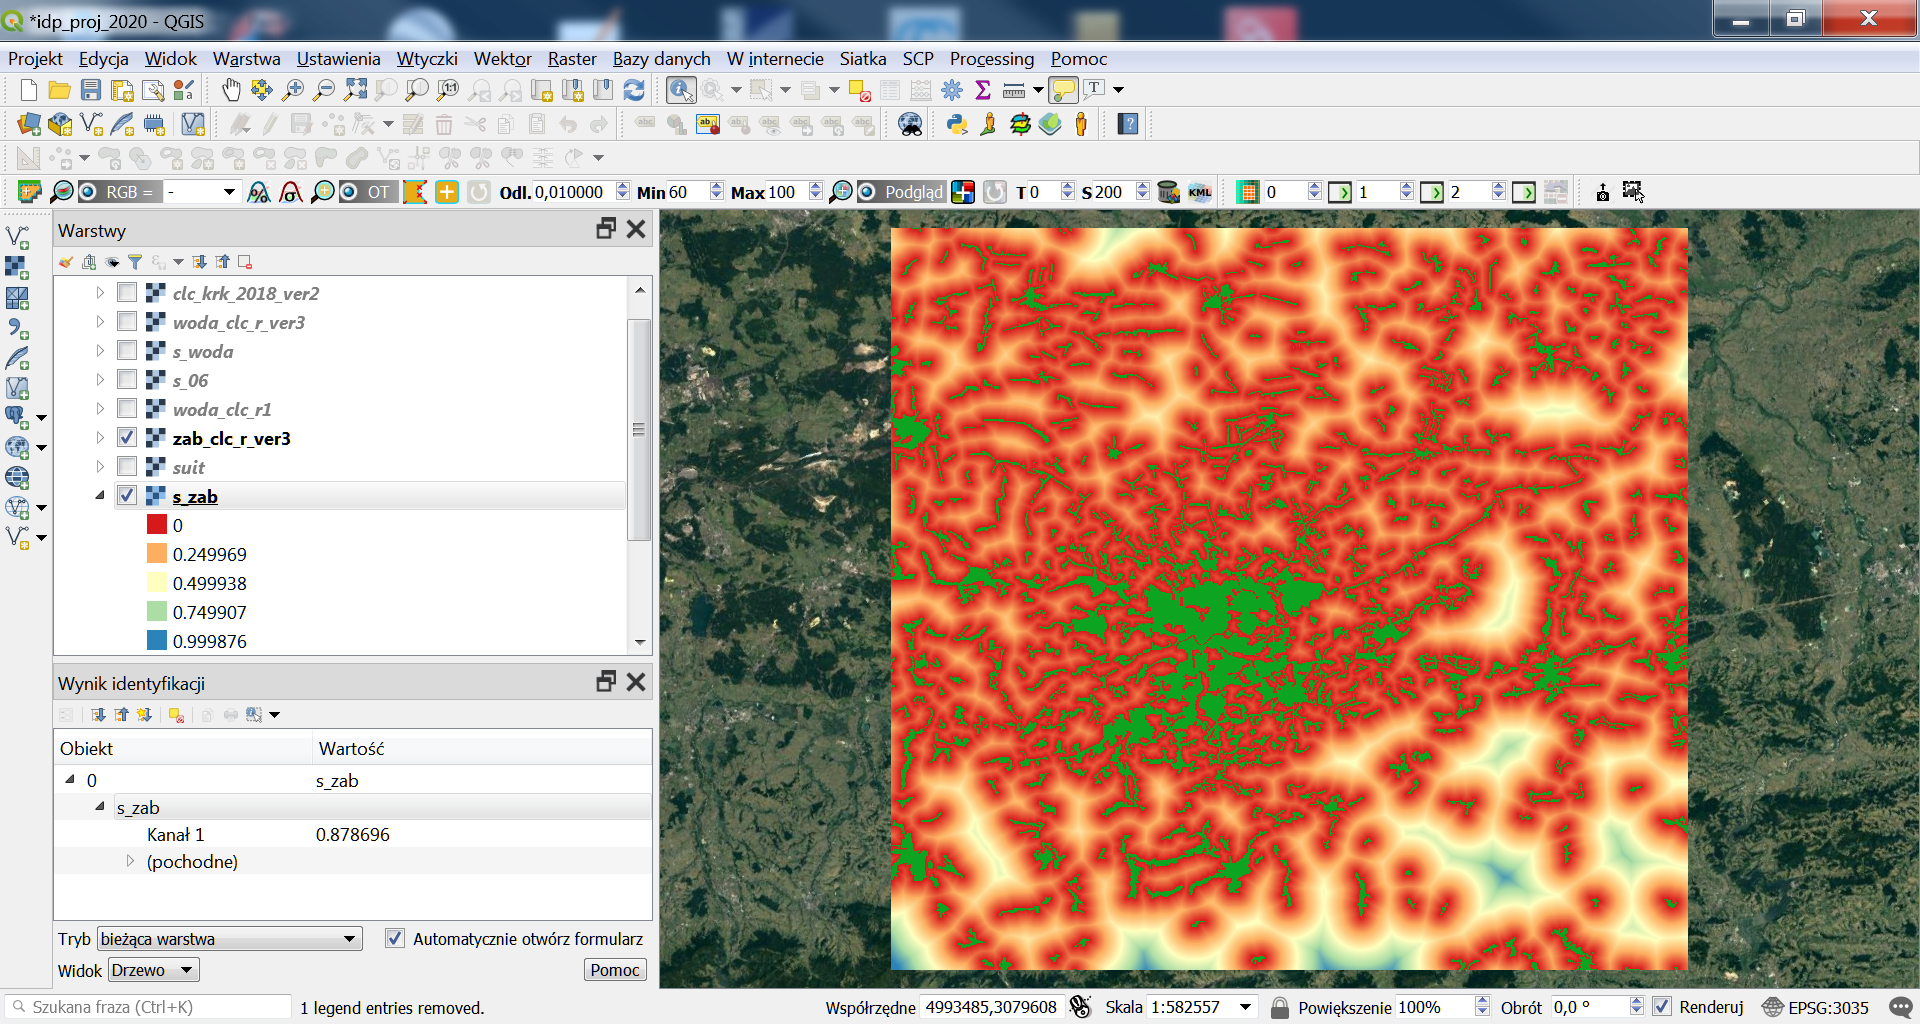 *idp_proj_2020 - QGIS
Projekt Edycja Widok Warstwa Ustawienia Wtyczki Wektor Raster Bazy danych W internecie Siatka SCP Processing Pomoc
RGB = - OT Odl. 0,010000 Min 60 Max 100 Podgląd T 0 S 200 KML 0 1 2
Warstwy
clc_krk_2018_ver2
woda_clc_r_ver3
s_woda
s_06
woda_clc_r1
zab_clc_r_ver3
suit
s_zab
0
0.249969
0.499938
0.749907
0.999876
Wynik identyfikacji
Obiekt Wartość
0 s_zab
s_zab
Kanał 1 0.878696
(pochodne)
Tryb bieżąca warstwa Automatycznie otwórz formularz
Widok Drzewo Pomoc
Szukana fraza (Ctrl+K) 1 legend entries removed. Współrzędne 4993485,3079608 Skala 1:582557 Powiększenie 100% Obrót 0,0 ° Renderuj EPSG:3035